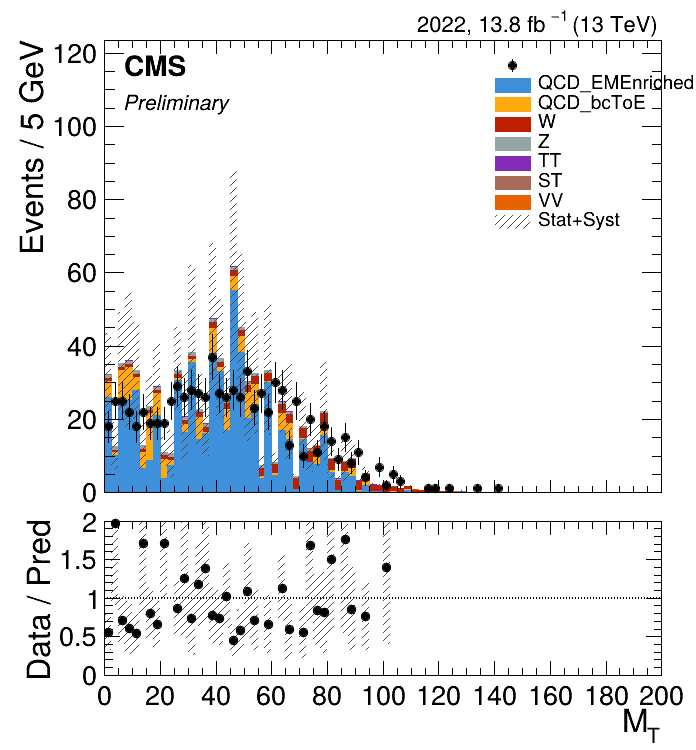 2022, 13.8 fb⁻¹ (13 TeV)
Events / 5 GeV
120
100
80
60
40
20
0
CMS
Preliminary
QCD_EMEnriched
QCD_bcToE
W
Z
TT
ST
VV
Stat+Syst
Data / Pred
2
1.5
1
0.5
0
0 20 40 60 80 100 120 140 160 180 200
M_T